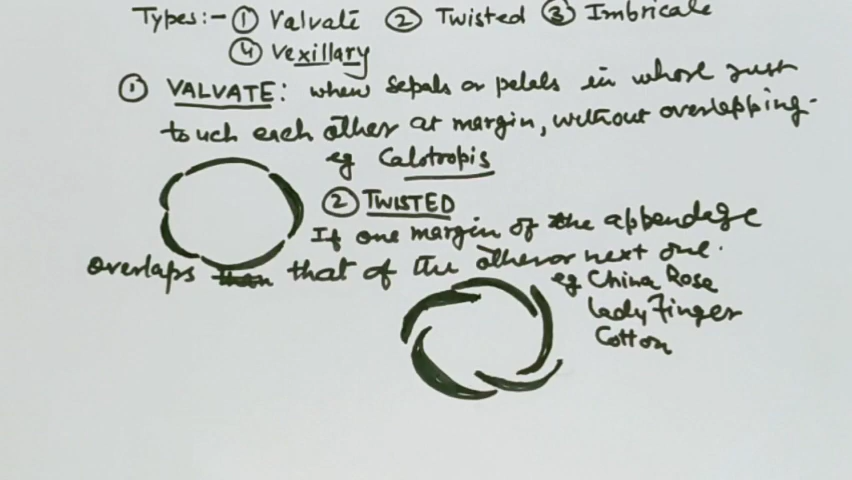 Types:- ① Valvate ② Twisted ③ Imbricate
④ Vexillary
① VALVATE: when sepals or petals in whorl just
touch each other at margin, without overlapping.
eg Calotropis
② TWISTED
If one margin of the appendage
overlaps that of the other or next one.
eg China Rose
Lady Finger
Cotton